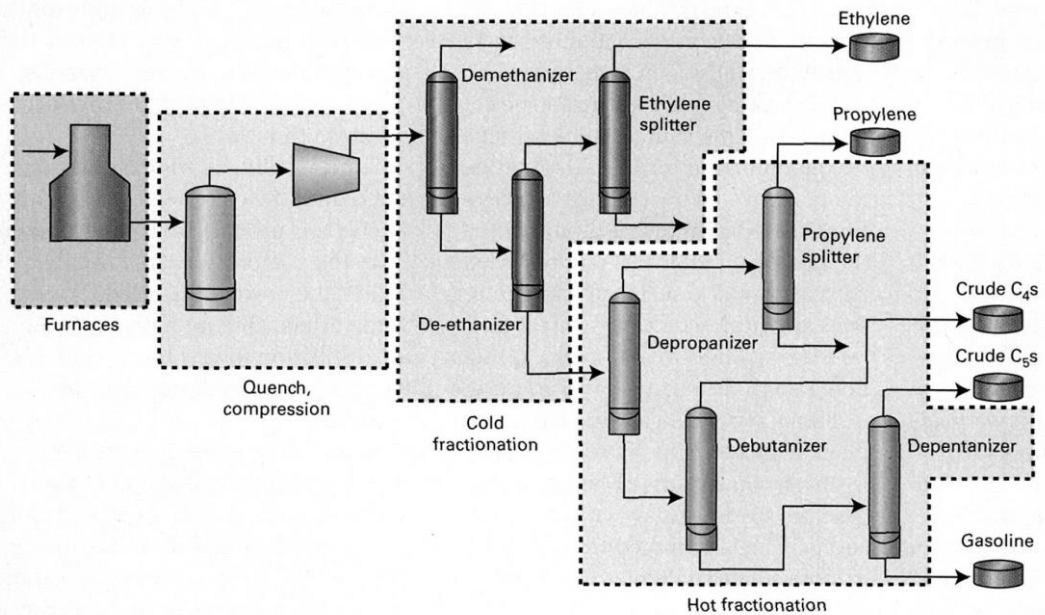 Ethylene
Demethanizer
Ethylene
splitter
Propylene
Propylene
splitter
Furnaces
De-ethanizer
Crude C₄s
Depropanizer
Crude C₅s
Quench,
compression
Cold
fractionation
Debutanizer
Depentanizer
Gasoline
Hot fractionation